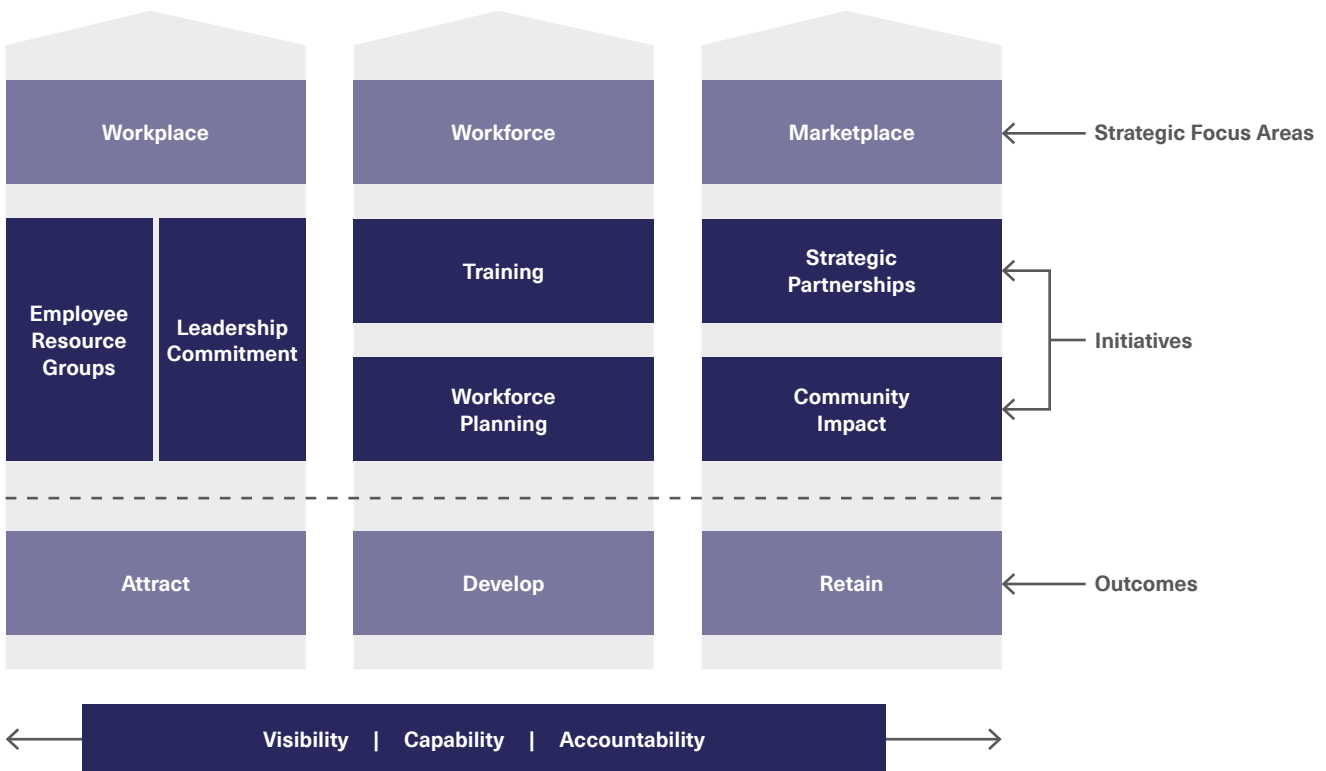 Workplace
Workforce
Marketplace
Strategic Focus Areas
Employee
Resource
Groups
Leadership
Commitment
Training
Workforce
Planning
Strategic
Partnerships
Community
Impact
Initiatives
Attract
Develop
Retain
Outcomes
Visibility | Capability | Accountability